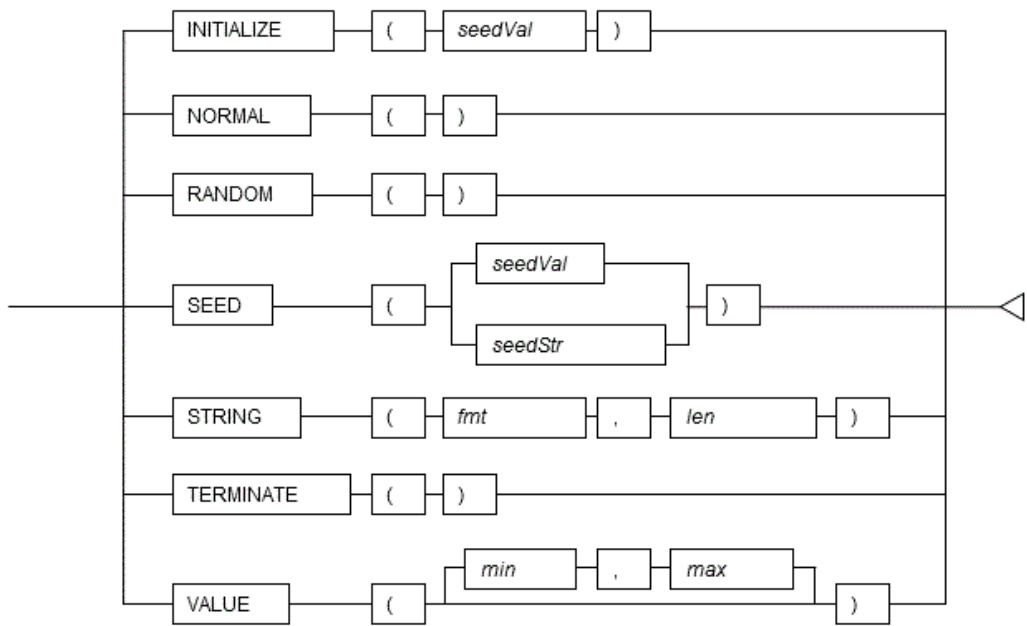 INITIALIZE ( seedVal )
NORMAL ( )
RANDOM ( )
seedVal
SEED ( )
seedStr
STRING ( fmt , len )
TERMINATE ( )
min , max
VALUE ( )